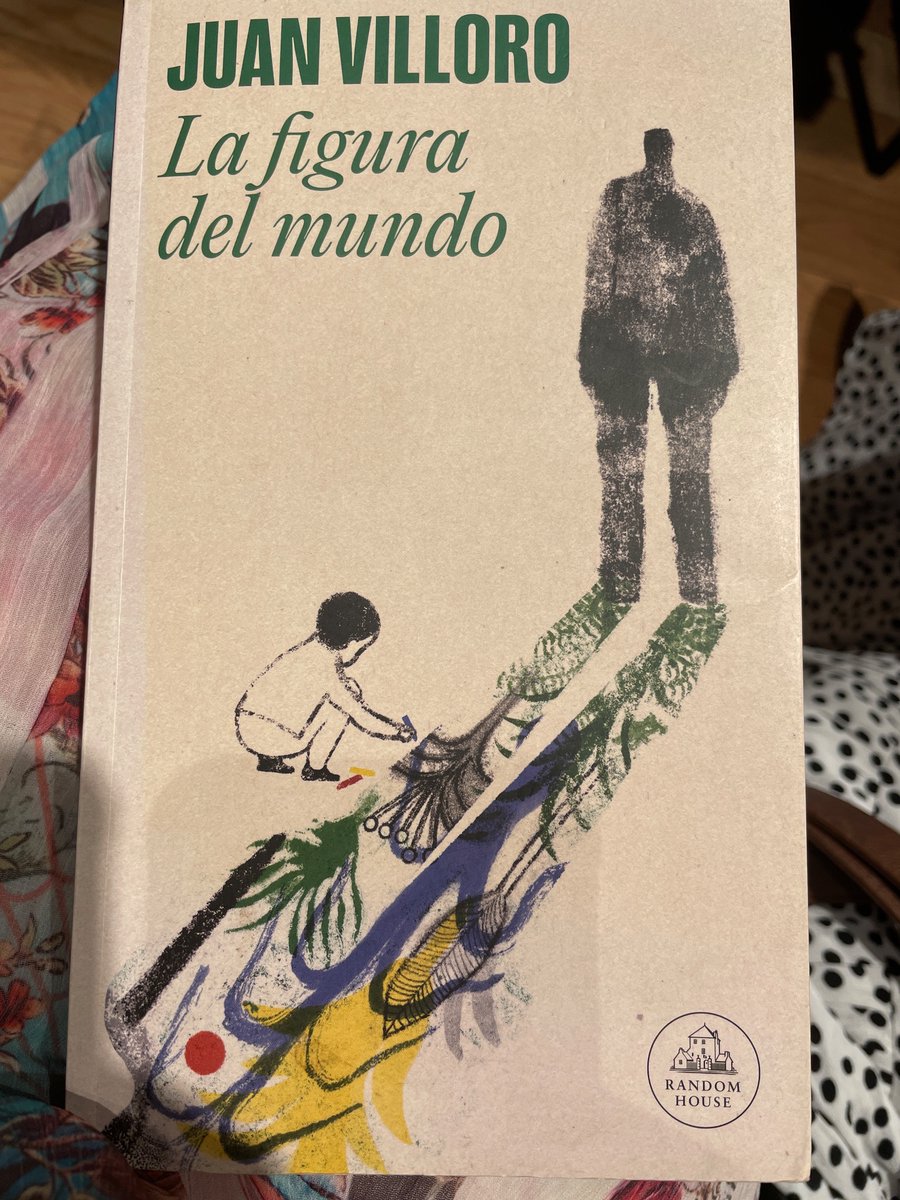 JUAN VILLORO
La figura
del mundo
RANDOM
HOUSE